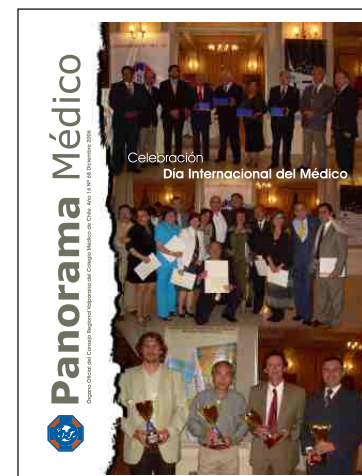 Panorama Médico
Organo Oficial del Consejo Regional Valparaíso del Colegio Médico de Chile. Año 16 Nº 68 Diciembre 2006
Celebración
Día Internacional del Médico